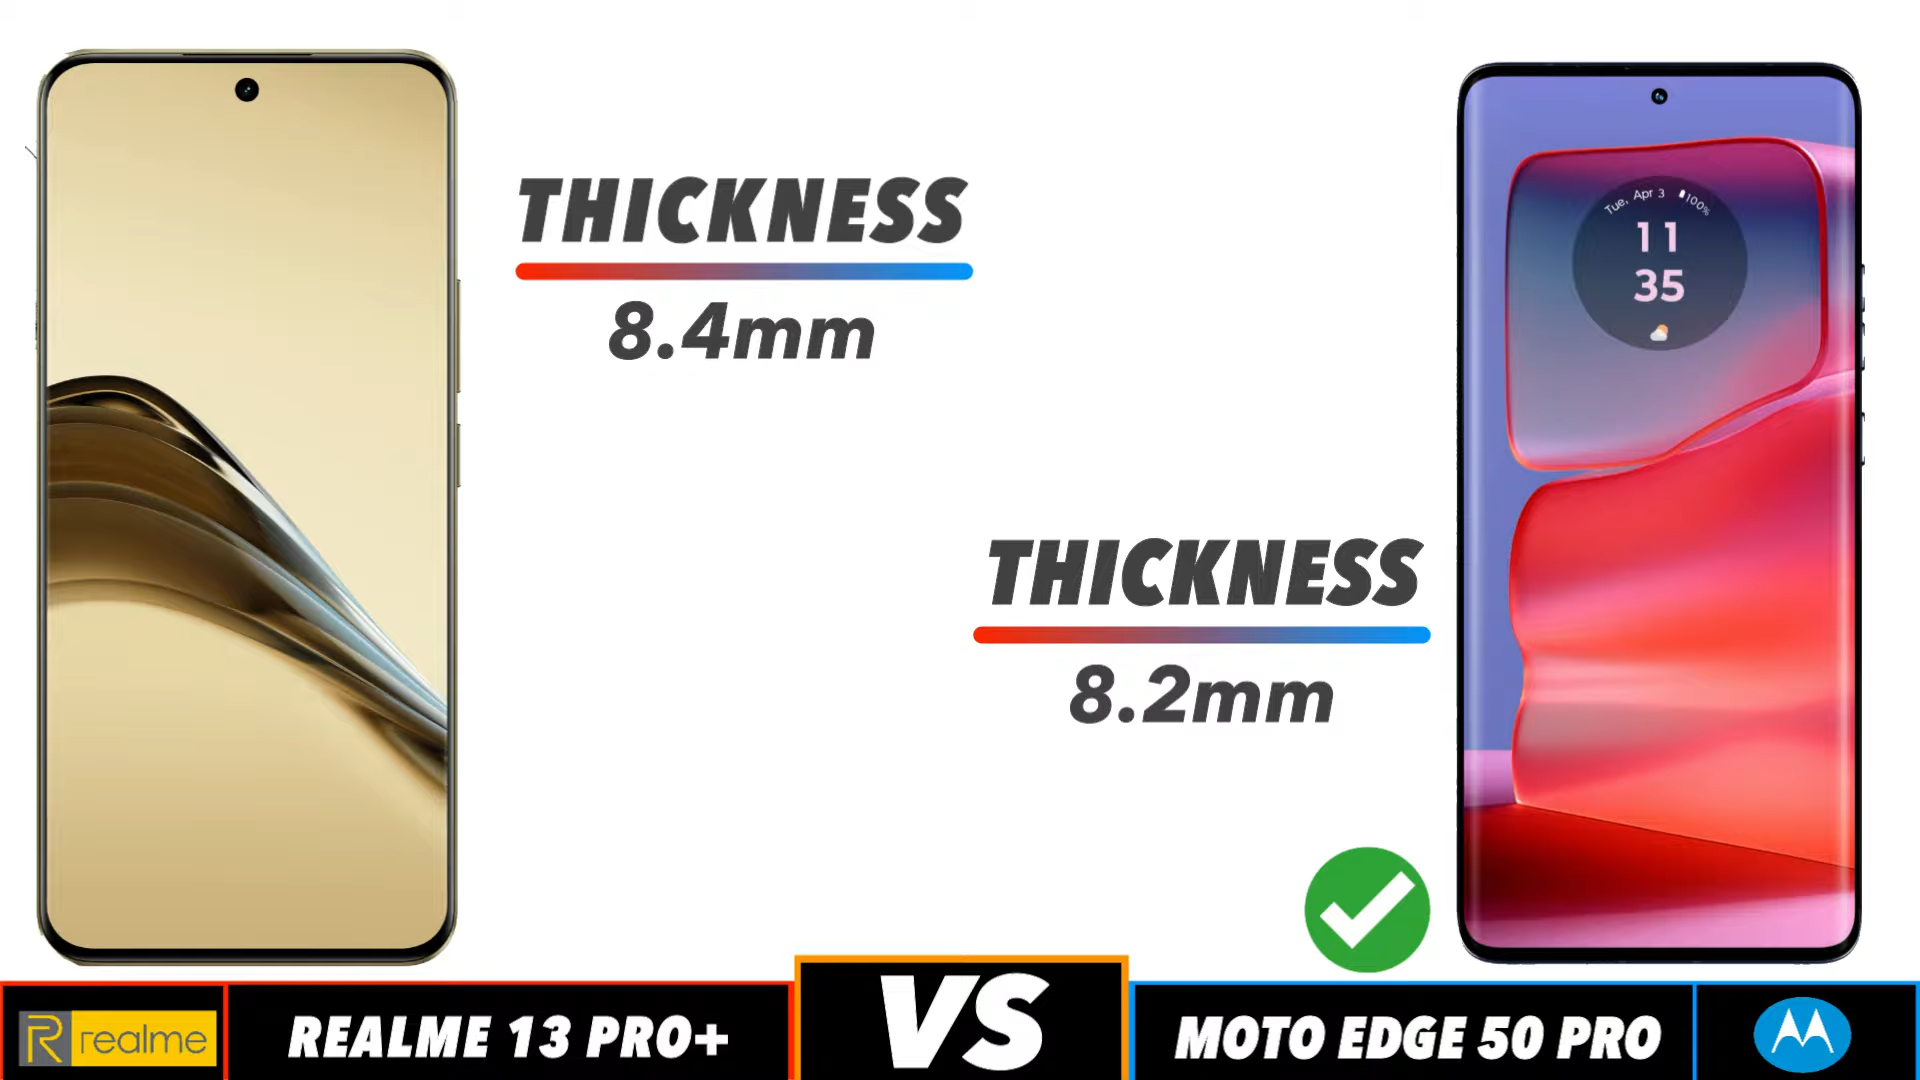 THICKNESS
8.4mm
Tue, Apr 3 100%
11
35
THICKNESS
8.2mm
realme
REALME 13 PRO+
VS
MOTO EDGE 50 PRO